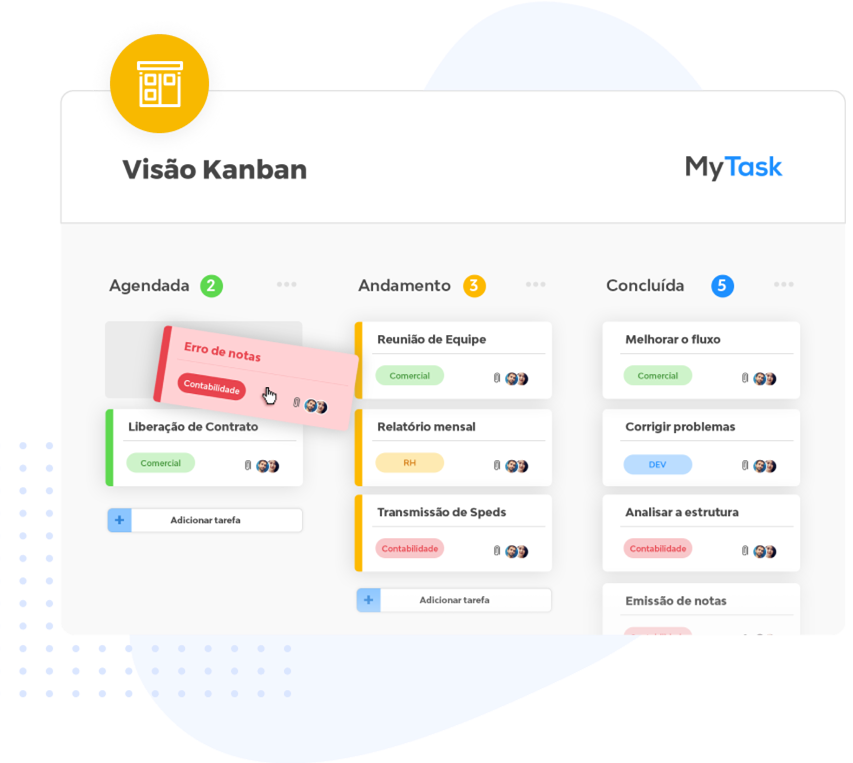 Visão Kanban
MyTask
Agendada 2
Erro de notas
Contabilidade
Liberação de Contrato
Comercial
+ Adicionar tarefa
Andamento 3
Reunião de Equipe
Comercial
Relatório mensal
RH
Transmissão de Speds
Contabilidade
+ Adicionar tarefa
Concluída 5
Melhorar o fluxo
Comercial
Corrigir problemas
DEV
Analisar a estrutura
Contabilidade
Emissão de notas